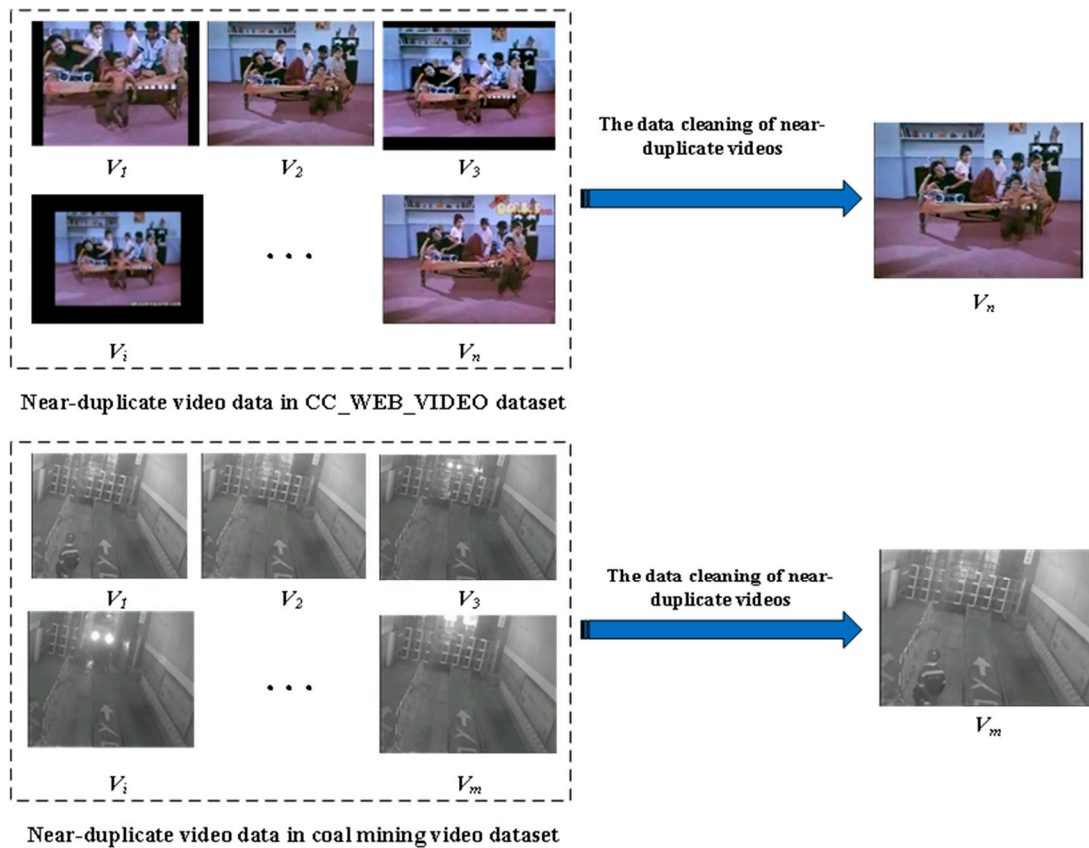 V1 V2 V3
The data cleaning of near-
duplicate videos
Vi ... Vn
Vn
Near-duplicate video data in CC_WEB_VIDEO dataset
V1 V2 V3
The data cleaning of near-
duplicate videos
Vi ... Vm
Vm
Near-duplicate video data in coal mining video dataset